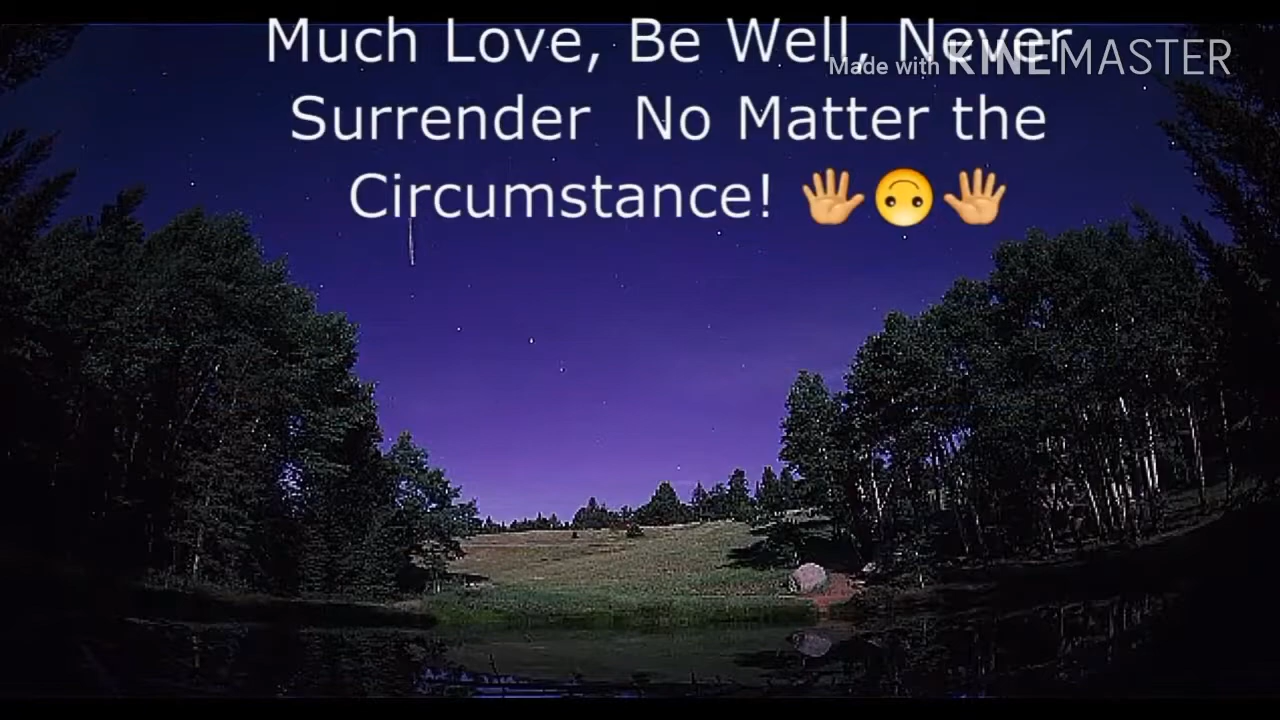 Much Love, Be Well, Never
Made with KINEMASTER
Surrender No Matter the
Circumstance! 🖐🙃🖐